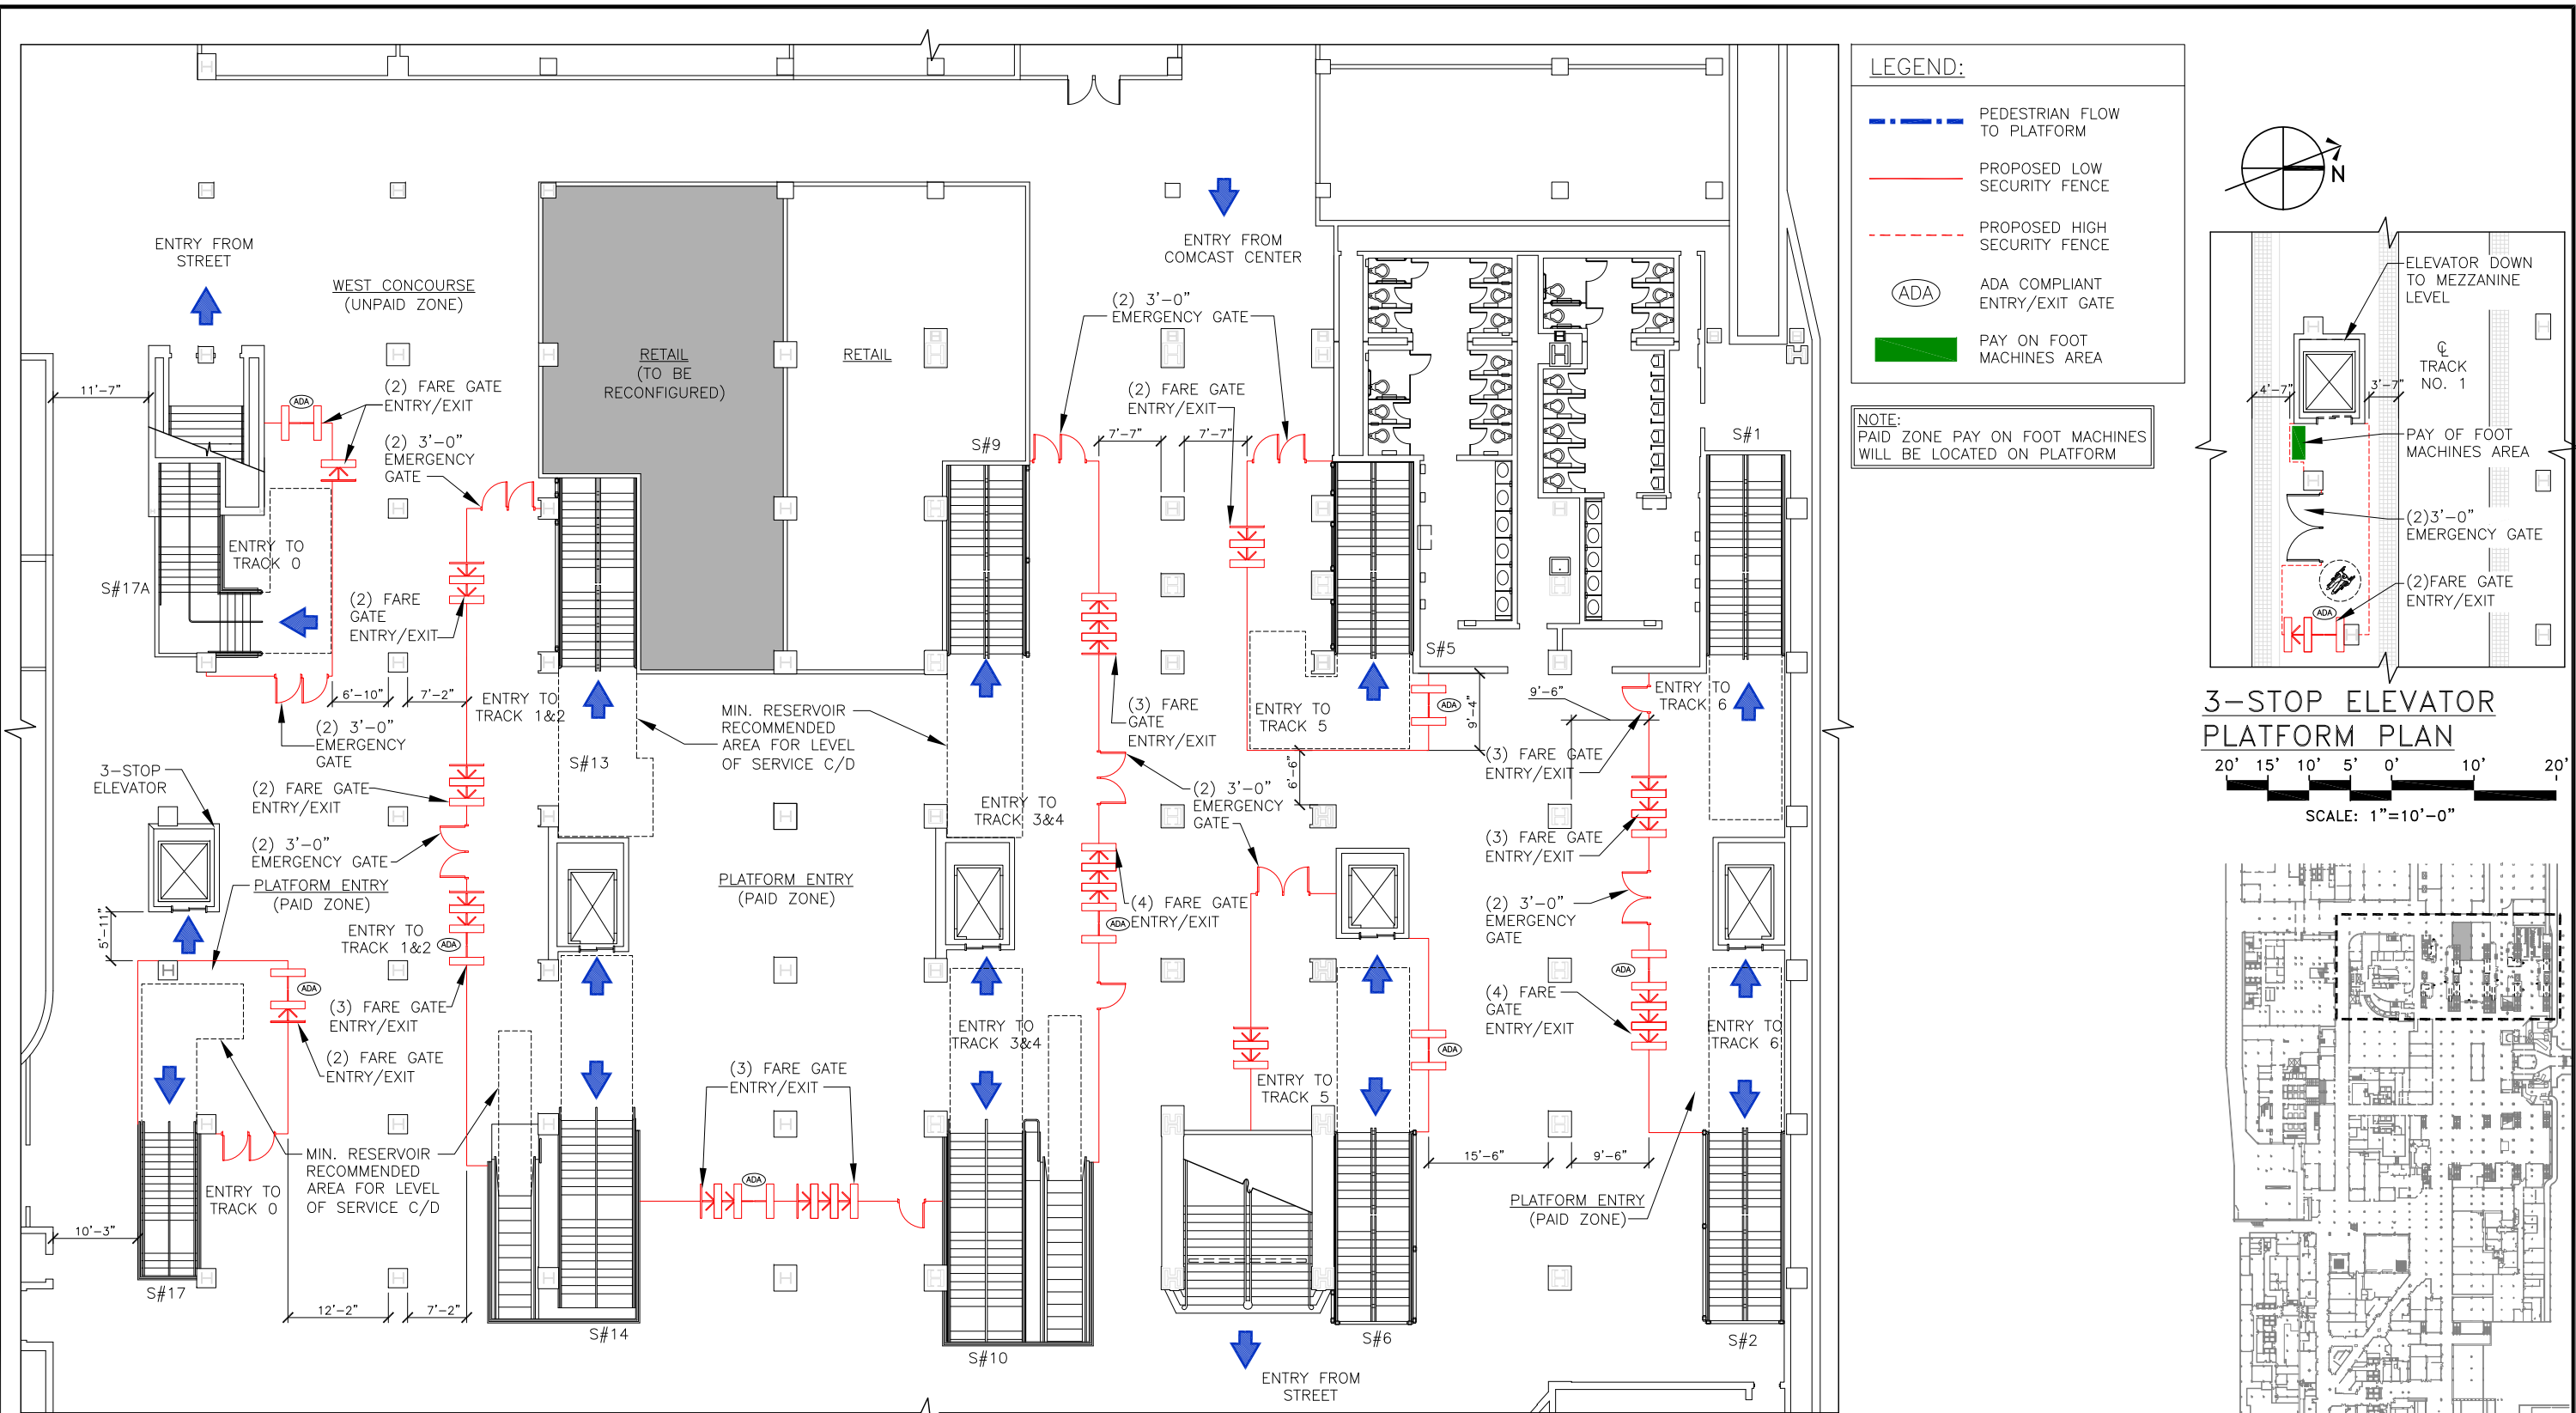 ENTRY FROM
STREET
WEST CONCOURSE
(UNPAID ZONE)
11'-7"
ADA
(2) FARE GATE
ENTRY/EXIT
(2) 3'-0"
EMERGENCY
GATE
ENTRY TO
TRACK 0
S#17A
(2) FARE
GATE
ENTRY/EXIT
6'-10"
7'-2"
(2) 3'-0"
EMERGENCY
GATE
ENTRY TO
TRACK 1&2
3-STOP
ELEVATOR
(2) FARE GATE
ENTRY/EXIT
(2) 3'-0"
EMERGENCY GATE
PLATFORM ENTRY
(PAID ZONE)
5'-11"
ENTRY TO
TRACK 1&2
ADA
ADA
(3) FARE GATE
ENTRY/EXIT
(2) FARE GATE
ENTRY/EXIT
MIN. RESERVOIR
RECOMMENDED
AREA FOR LEVEL
OF SERVICE C/D
ENTRY TO
TRACK 0
10'-3"
S#17
12'-2"
7'-2"
RETAIL
(TO BE
RECONFIGURED)
RETAIL
S#9
S#13
MIN. RESERVOIR
RECOMMENDED
AREA FOR LEVEL
OF SERVICE C/D
PLATFORM ENTRY
(PAID ZONE)
ENTRY TO
TRACK 3&4
ENTRY TO
TRACK 3&4
(3) FARE GATE
ENTRY/EXIT
ADA
S#14
S#10
ENTRY FROM
COMCAST CENTER
(2) 3'-0"
EMERGENCY GATE
(2) FARE GATE
ENTRY/EXIT
7'-7"
7'-7"
(3) FARE
GATE
ENTRY/EXIT
ENTRY TO
TRACK 5
S#5
ADA
9'-4"
6'-6"
(2) 3'-0"
EMERGENCY
GATE
(4) FARE GATE
ENTRY/EXIT
ADA
ENTRY TO
TRACK 5
ADA
S#6
ENTRY FROM
STREET
S#1
9'-6"
ENTRY TO
TRACK 6
(3) FARE GATE
ENTRY/EXIT
(3) FARE GATE
ENTRY/EXIT
(2) 3'-0"
EMERGENCY
GATE
ADA
(4) FARE
GATE
ENTRY/EXIT
ENTRY TO
TRACK 6
15'-6"
9'-6"
PLATFORM ENTRY
(PAID ZONE)
S#2
LEGEND:
PEDESTRIAN FLOW
TO PLATFORM
PROPOSED LOW
SECURITY FENCE
PROPOSED HIGH
SECURITY FENCE
ADA
ADA COMPLIANT
ENTRY/EXIT GATE
PAY ON FOOT
MACHINES AREA
NOTE:
PAID ZONE PAY ON FOOT MACHINES
WILL BE LOCATED ON PLATFORM
N
ELEVATOR DOWN
TO MEZZANINE
LEVEL
℄
TRACK
NO. 1
4'-7"
3'-7"
PAY OF FOOT
MACHINES AREA
(2)3'-0"
EMERGENCY GATE
(2)FARE GATE
ENTRY/EXIT
ADA
3-STOP ELEVATOR
PLATFORM PLAN
20' 15' 10' 5' 0' 10' 20'
SCALE: 1"=10'-0"